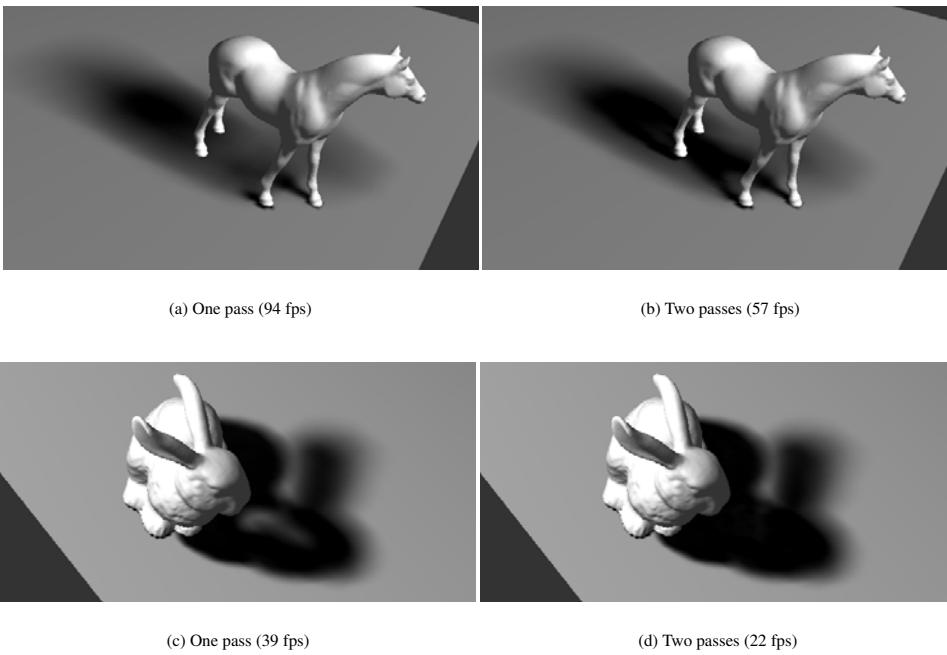 (a) One pass (94 fps)
(b) Two passes (57 fps)
(c) One pass (39 fps)
(d) Two passes (22 fps)